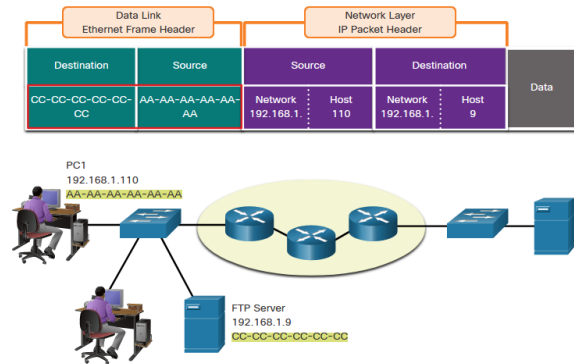 Data Link
Ethernet Frame Header
Network Layer
IP Packet Header
Destination
Source
Source
Destination
Data
CC-CC-CC-CC-CC-
CC
AA-AA-AA-AA-AA-
AA
Network
192.168.1.
Host
110
Network
192.168.1.
Host
9
PC1
192.168.1.110
AA-AA-AA-AA-AA-AA
FTP Server
192.168.1.9
CC-CC-CC-CC-CC-CC